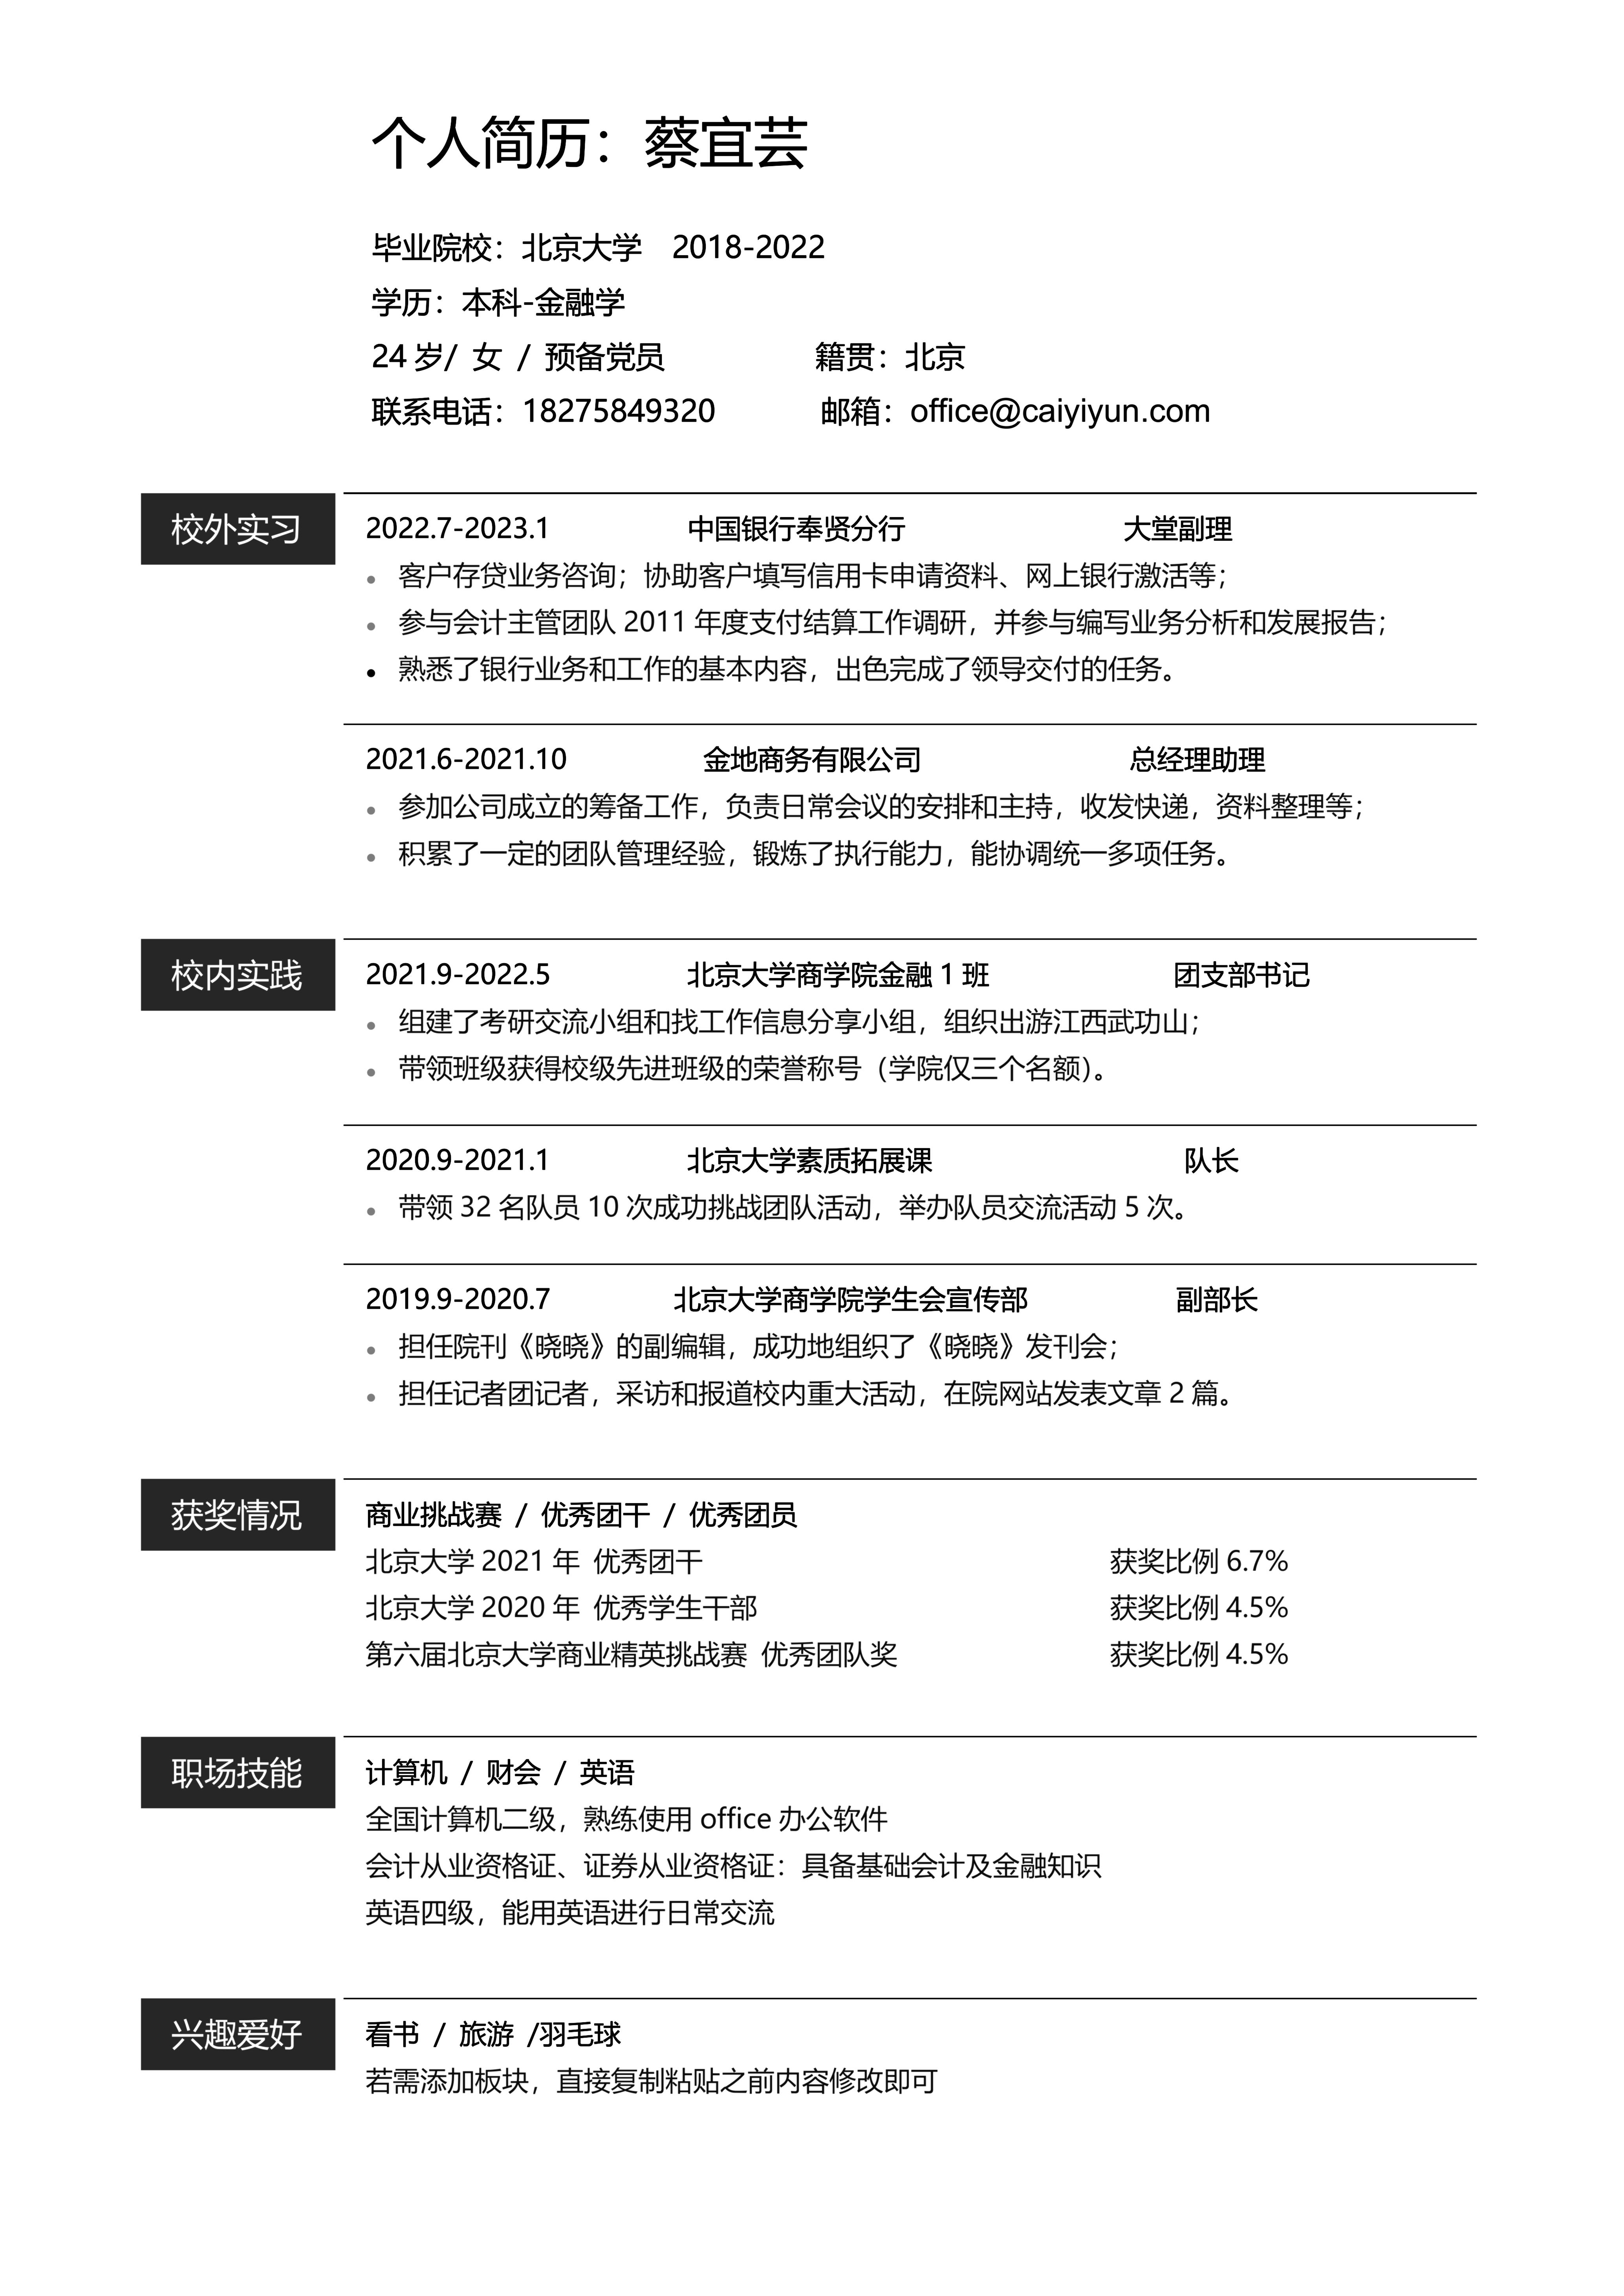 个人简历：蔡宜芸
毕业院校：北京大学 2018-2022
学历：本科-金融学
24 岁/ 女 / 预备党员 籍贯：北京
联系电话：18275849320 邮箱：office@caiyiyun.com
校外实习
2022.7-2023.1 中国银行奉贤分行 大堂副理
• 客户存贷业务咨询；协助客户填写信用卡申请资料、网上银行激活等；
• 参与会计主管团队 2011 年度支付结算工作调研，并参与编写业务分析和发展报告；
• 熟悉了银行业务和工作的基本内容，出色完成了领导交付的任务。
2021.6-2021.10 金地商务有限公司 总经理助理
• 参加公司成立的筹备工作，负责日常会议的安排和主持，收发快递，资料整理等；
• 积累了一定的团队管理经验，锻炼了执行能力，能协调统一多项任务。
校内实践
2021.9-2022.5 北京大学商学院金融 1 班 团支部书记
• 组建了考研交流小组和找工作信息分享小组，组织出游江西武功山；
• 带领班级获得校级先进班级的荣誉称号（学院仅三个名额）。
2020.9-2021.1 北京大学素质拓展课 队长
• 带领 32 名队员 10 次成功挑战团队活动，举办队员交流活动 5 次。
2019.9-2020.7 北京大学商学院学生会宣传部 副部长
• 担任院刊《晓晓》的副编辑，成功地组织了《晓晓》发刊会；
• 担任记者团记者，采访和报道校内重大活动，在院网站发表文章 2 篇。
获奖情况
商业挑战赛 / 优秀团干 / 优秀团员
北京大学 2021 年 优秀团干 获奖比例 6.7%
北京大学 2020 年 优秀学生干部 获奖比例 4.5%
第六届北京大学商业精英挑战赛 优秀团队奖 获奖比例 4.5%
职场技能
计算机 / 财会 / 英语
全国计算机二级，熟练使用 office 办公软件
会计从业资格证、证券从业资格证：具备基础会计及金融知识
英语四级，能用英语进行日常交流
兴趣爱好
看书 / 旅游 /羽毛球
若需添加板块，直接复制粘贴之前内容修改即可